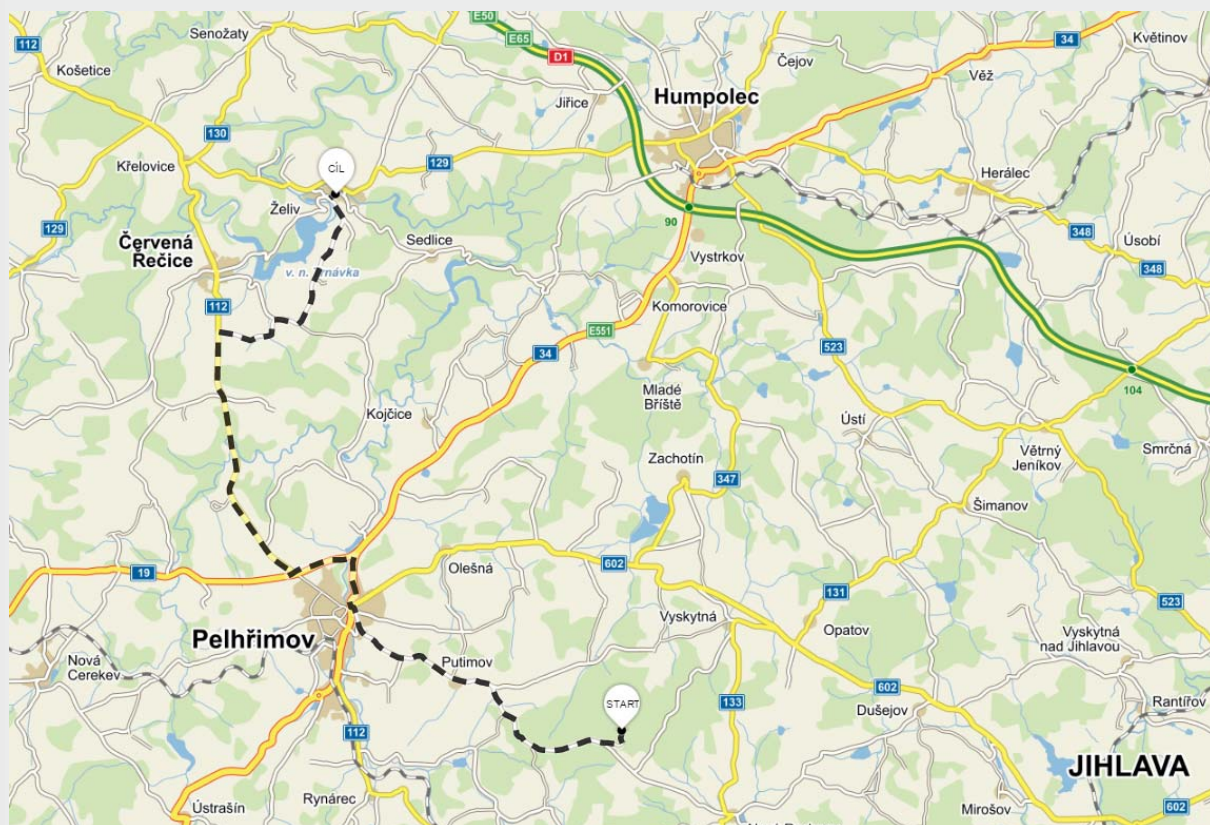 E50
E65
D1
112
Senožaty
Košetice
Jiřice
Čejov
34
Květinov
Věž
Humpolec
130
129
Křelovice
CÍL
Želiv
129
Herálec
90
348
Úsobí
348
Červená
Řečice
Sedlice
Vystrkov
112
Komorovice
E551
34
523
Mladé
Bříště
104
Kojčice
Ústí
Větrný
Jeníkov
Smrčná
Zachotín
347
Šimanov
19
Olešná
602
131
523
Pelhřimov
Vyskytná
Opatov
Vyskytná
nad Jihlavou
Nová
Cerekev
Putimov
START
133
602
Rantířov
Dušejov
112
JIHLAVA
Ústrašín
Rynárec
Mirošov
602